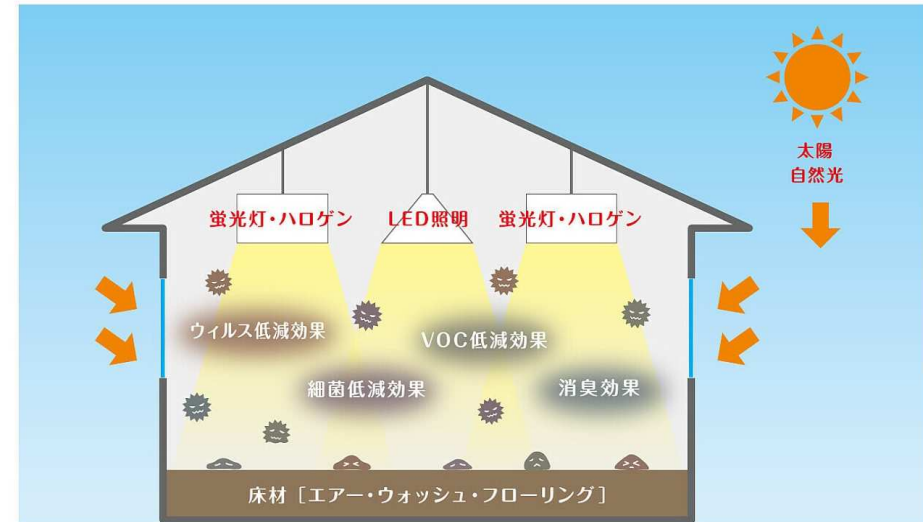 太陽
自然光
蛍光灯・ハロゲン
LED照明
蛍光灯・ハロゲン
ウィルス低減効果
VOC低減効果
細菌低減効果
消臭効果
床材［エアー・ウォッシュ・フローリング］